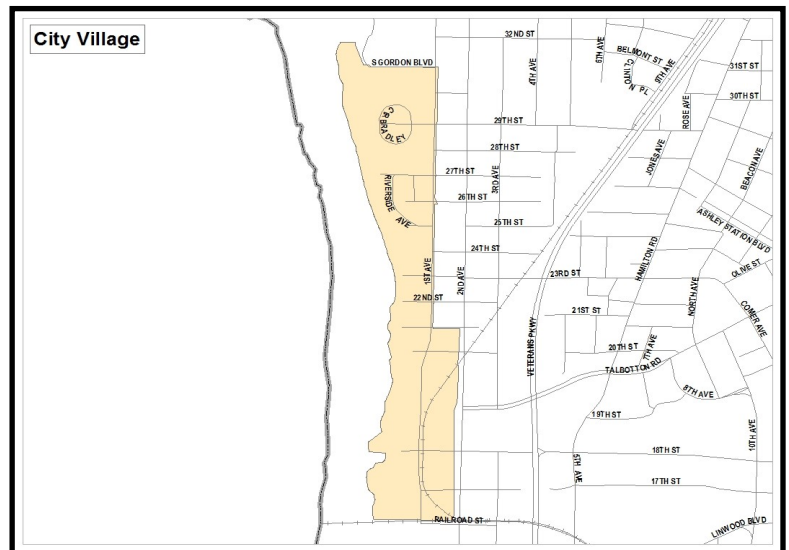 City Village
32ND ST
S GORDON BLVD
6TH AVE
BELMONT ST
9TH AVE
4TH AVE
CLINTO
N PL
31ST ST
30TH ST
ROSE AVE
C R BRADLEY
29TH ST
28TH ST
JONES AVE
BEACON AVE
27TH ST
3RD AVE
RIVERSIDE AVE
26TH ST
25TH ST
ASHLEY STATION BLVD
24TH ST
HAMILTON RD
1ST AVE
2ND AVE
23RD ST
OLIVE ST
NORTH AVE
22ND ST
21ST ST
COMER AVE
VETERANS PKWY
20TH ST
7TH AVE
TALBOTTON RD
8TH AVE
19TH ST
10TH AVE
18TH ST
5TH AVE
17TH ST
RAILROAD ST
LINWOOD BLVD